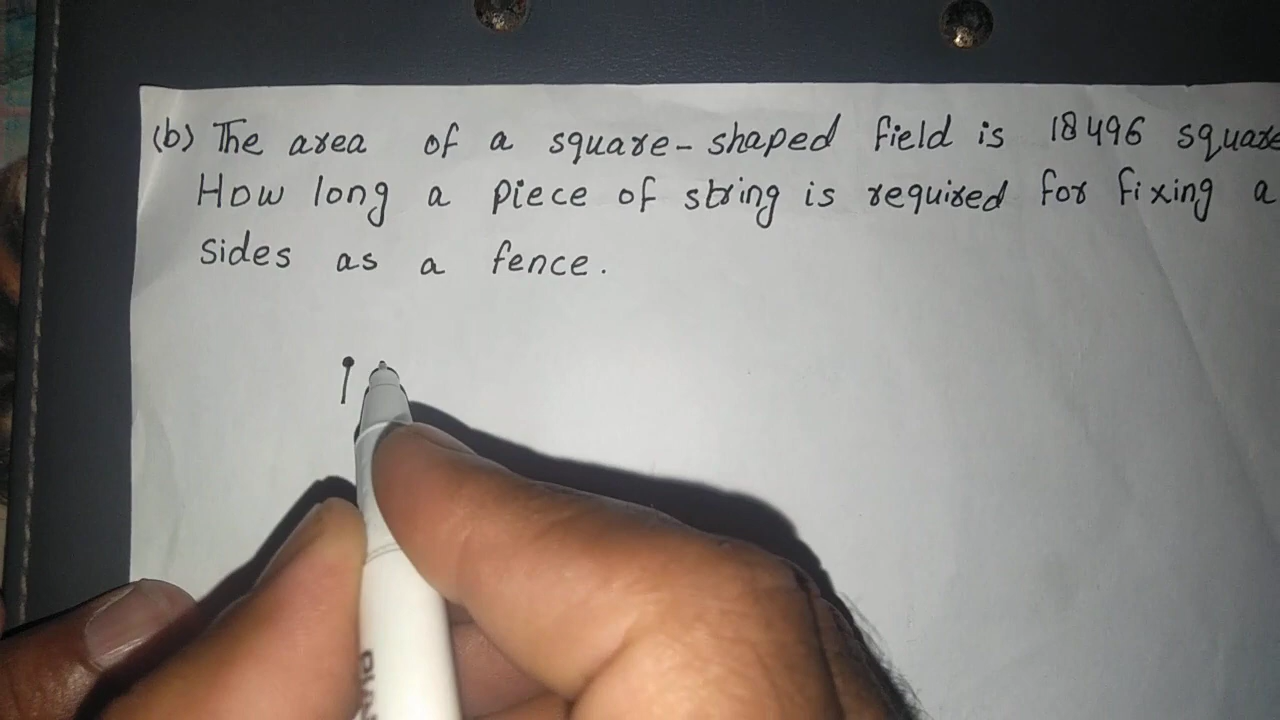 (b) The area of a square-shaped field is 18496 square
How long a piece of string is required for fixing a
sides as a fence.